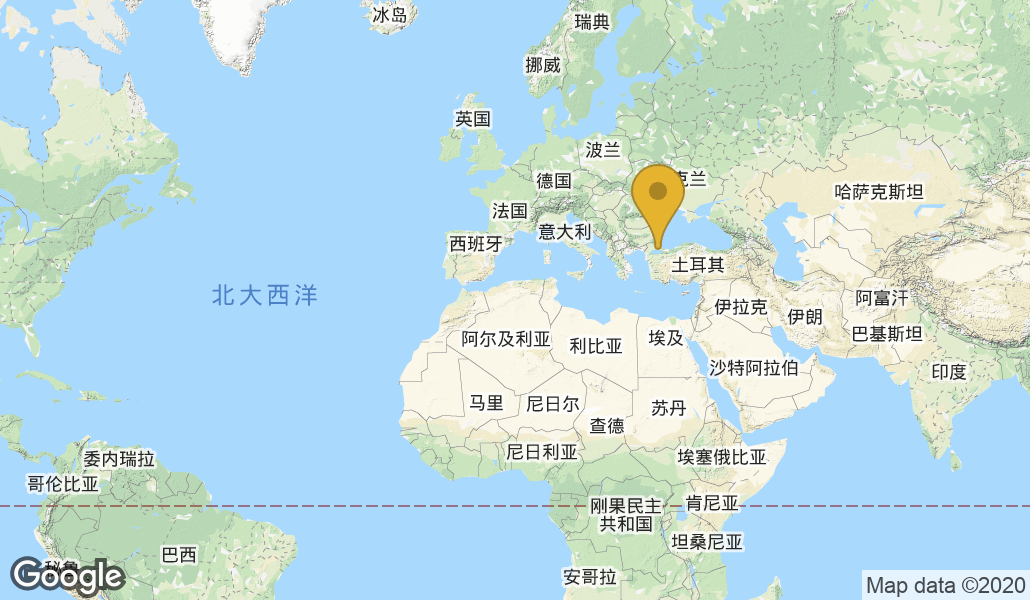 冰岛
瑞典
挪威
英国
波兰
德国
克兰
哈萨克斯坦
法国
意大利
西班牙
土耳其
北大西洋
阿富汗
伊拉克
伊朗
巴基斯坦
阿尔及利亚
利比亚
埃及
沙特阿拉伯
印度
马里
尼日尔
苏丹
查德
尼日利亚
委内瑞拉
埃塞俄比亚
哥伦比亚
刚果民主
共和国
肯尼亚
坦桑尼亚
巴西
秘鲁
安哥拉
Google
Map data ©2020